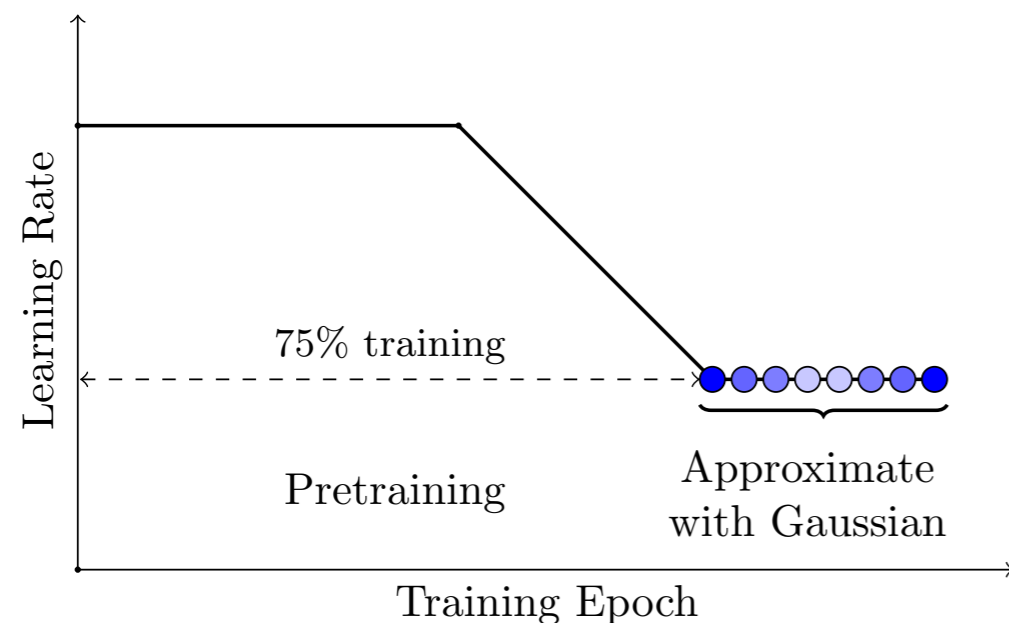 Learning Rate
75% training
Pretraining
Approximate
with Gaussian
Training Epoch